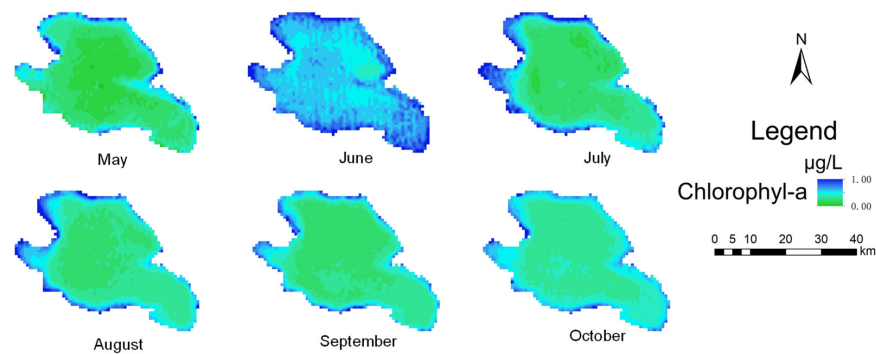 May
June
July
August
September
October
N
Legend
µg/L
Chlorophyl-a
1.00
0.00
0 5 10 20 30 40
km